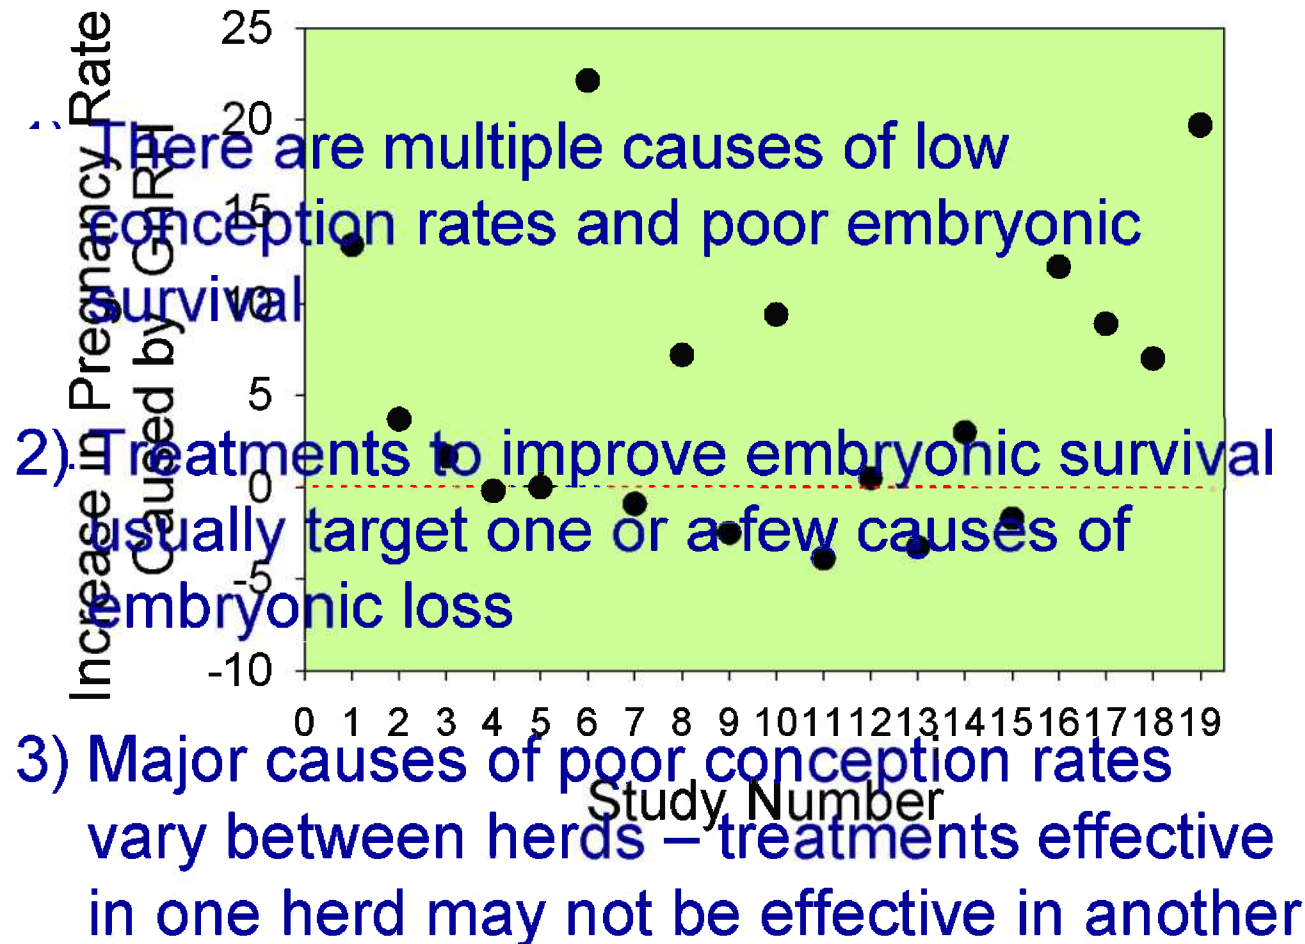 Increase in Pregnancy Rate
Caused by GnRH
25
20
15
10
5
0
-5
-10
There are multiple causes of low
conception rates and poor embryonic
survival
2) Treatments to improve embryonic survival
usually target one or a few causes of
embryonic loss
0 1 2 3 4 5 6 7 8 9 10 11 12 13 14 15 16 17 18 19
Study Number
3) Major causes of poor conception rates
vary between herds – treatments effective
in one herd may not be effective in another